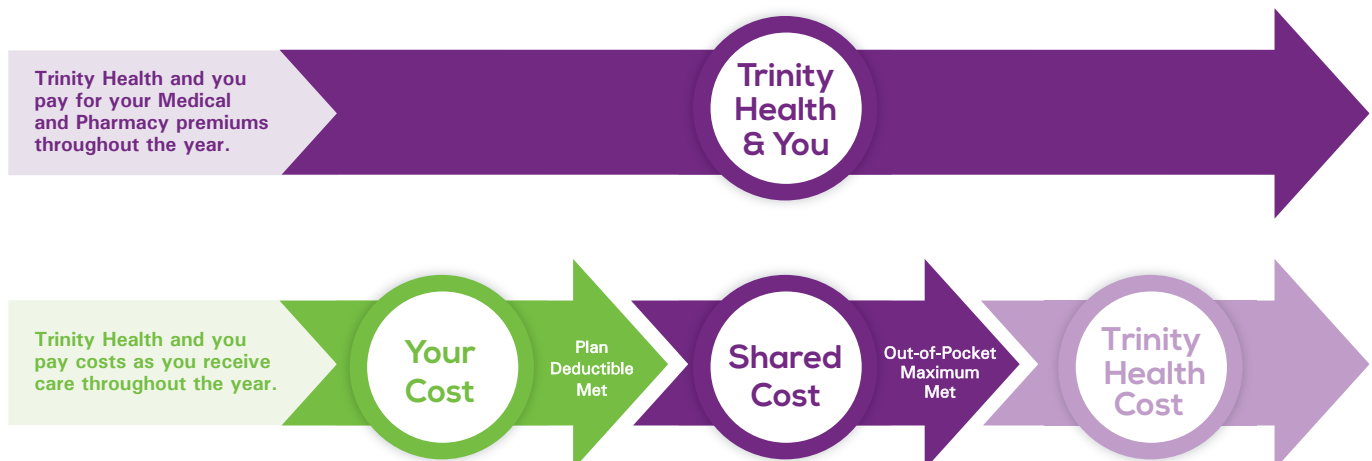 Trinity Health and you
pay for your Medical
and Pharmacy premiums
throughout the year.
Trinity
Health
& You
Trinity Health and you
pay costs as you receive
care throughout the year.
Your
Cost
Plan
Deductible
Met
Shared
Cost
Out-of-Pocket
Maximum
Met
Trinity
Health
Cost